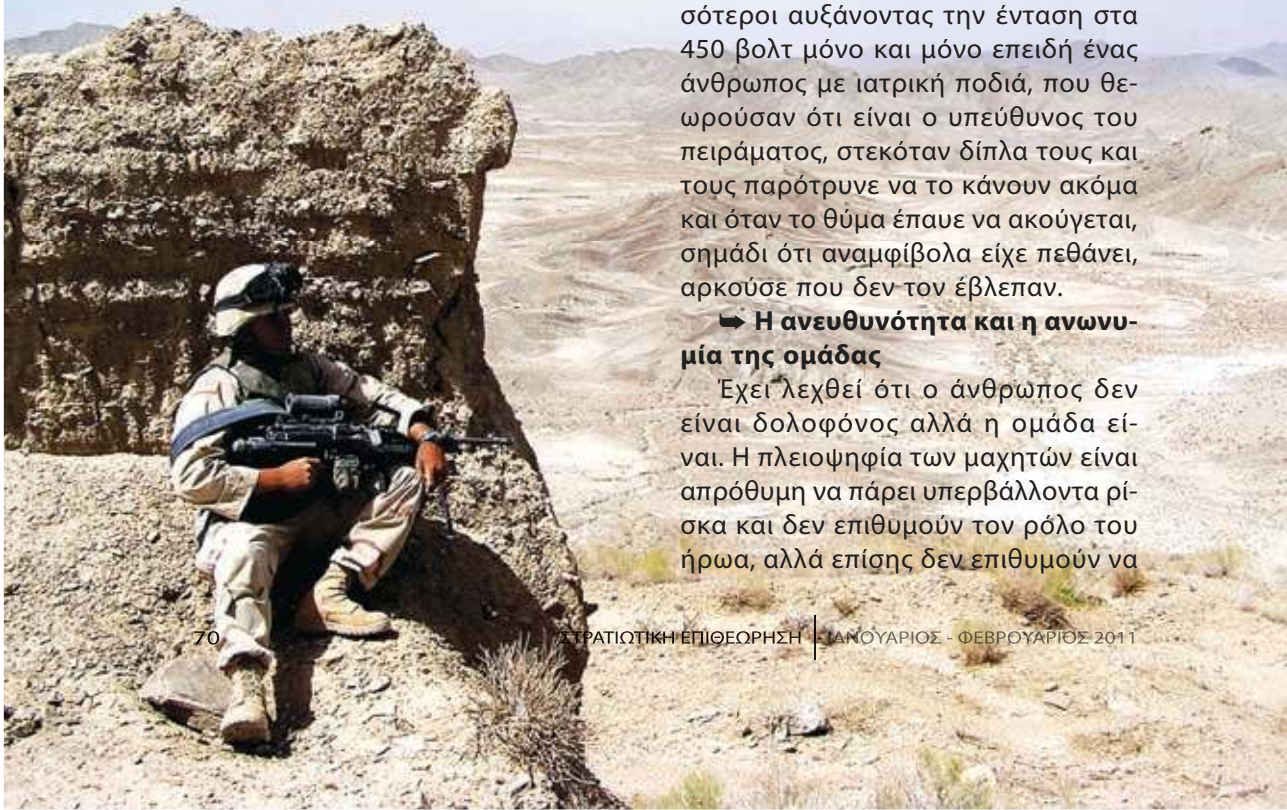 σότεροι αυξάνοντας την ένταση στα
450 βολτ μόνο και μόνο επειδή ένας
άνθρωπος με ιατρική ποδιά, που θε-
ωρούσαν ότι είναι ο υπεύθυνος του
πειράματος, στεκόταν δίπλα τους και
τους παρότρυνε να το κάνουν ακόμα
και όταν το θύμα έπαυε να ακούγεται,
σημάδι ότι αναμφίβολα είχε πεθάνει,
αρκούσε που δεν τον έβλεπαν.
➥ Η ανευθυνότητα και η ανωνυ-
μία της ομάδας
Έχει λεχθεί ότι ο άνθρωπος δεν
είναι δολοφόνος αλλά η ομάδα εί-
ναι. Η πλειοψηφία των μαχητών είναι
απρόθυμη να πάρει υπερβάλλοντα ρί-
σκα και δεν επιθυμούν τον ρόλο του
ήρωα, αλλά επίσης δεν επιθυμούν να
70 ΣΤΡΑΤΙΩΤΙΚΗ ΕΠΙΘΕΩΡΗΣΗ | ΙΑΝΟΥΑΡΙΟΣ - ΦΕΒΡΟΥΑΡΙΟΣ 2011